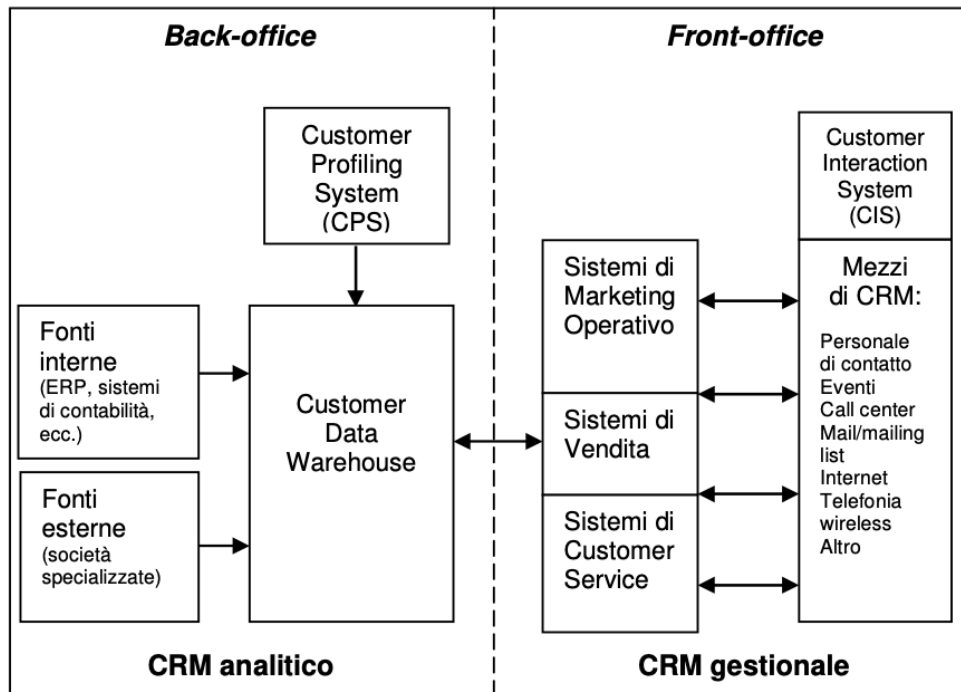 Back-office
Customer
Profiling
System
(CPS)
Fonti
interne
(ERP, sistemi
di contabilità,
ecc.)
Fonti
esterne
(società
specializzate)
Customer
Data
Warehouse
CRM analitico
Front-office
Sistemi di
Marketing
Operativo
Sistemi di
Vendita
Sistemi di
Customer
Service
Customer
Interaction
System
(CIS)
Mezzi
di CRM:
Personale
di contatto
Eventi
Call center
Mail/mailing
list
Internet
Telefonia
wireless
Altro
CRM gestionale